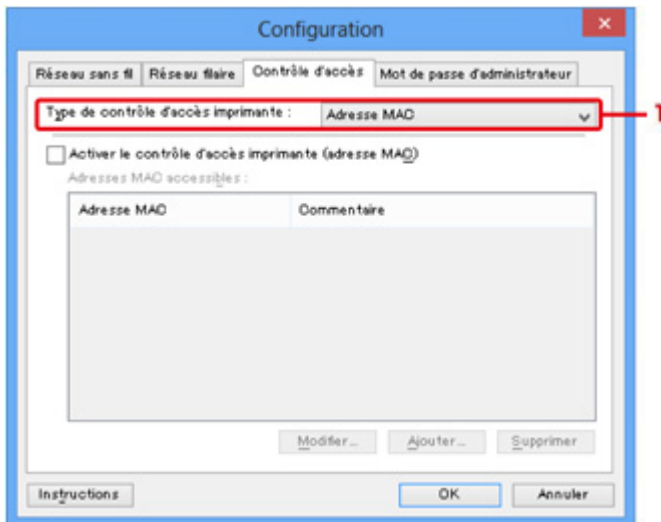 Configuration
Réseau sans fil Réseau filaire Contrôle d'accès Mot de passe d'administrateur
Type de contrôle d'accès imprimante : Adresse MAC
1
Activer le contrôle d'accès imprimante (adresse MAC)
Adresses MAC accessibles :
Adresse MAC Commentaire
Modifier... Ajouter... Supprimer
Instructions OK Annuler